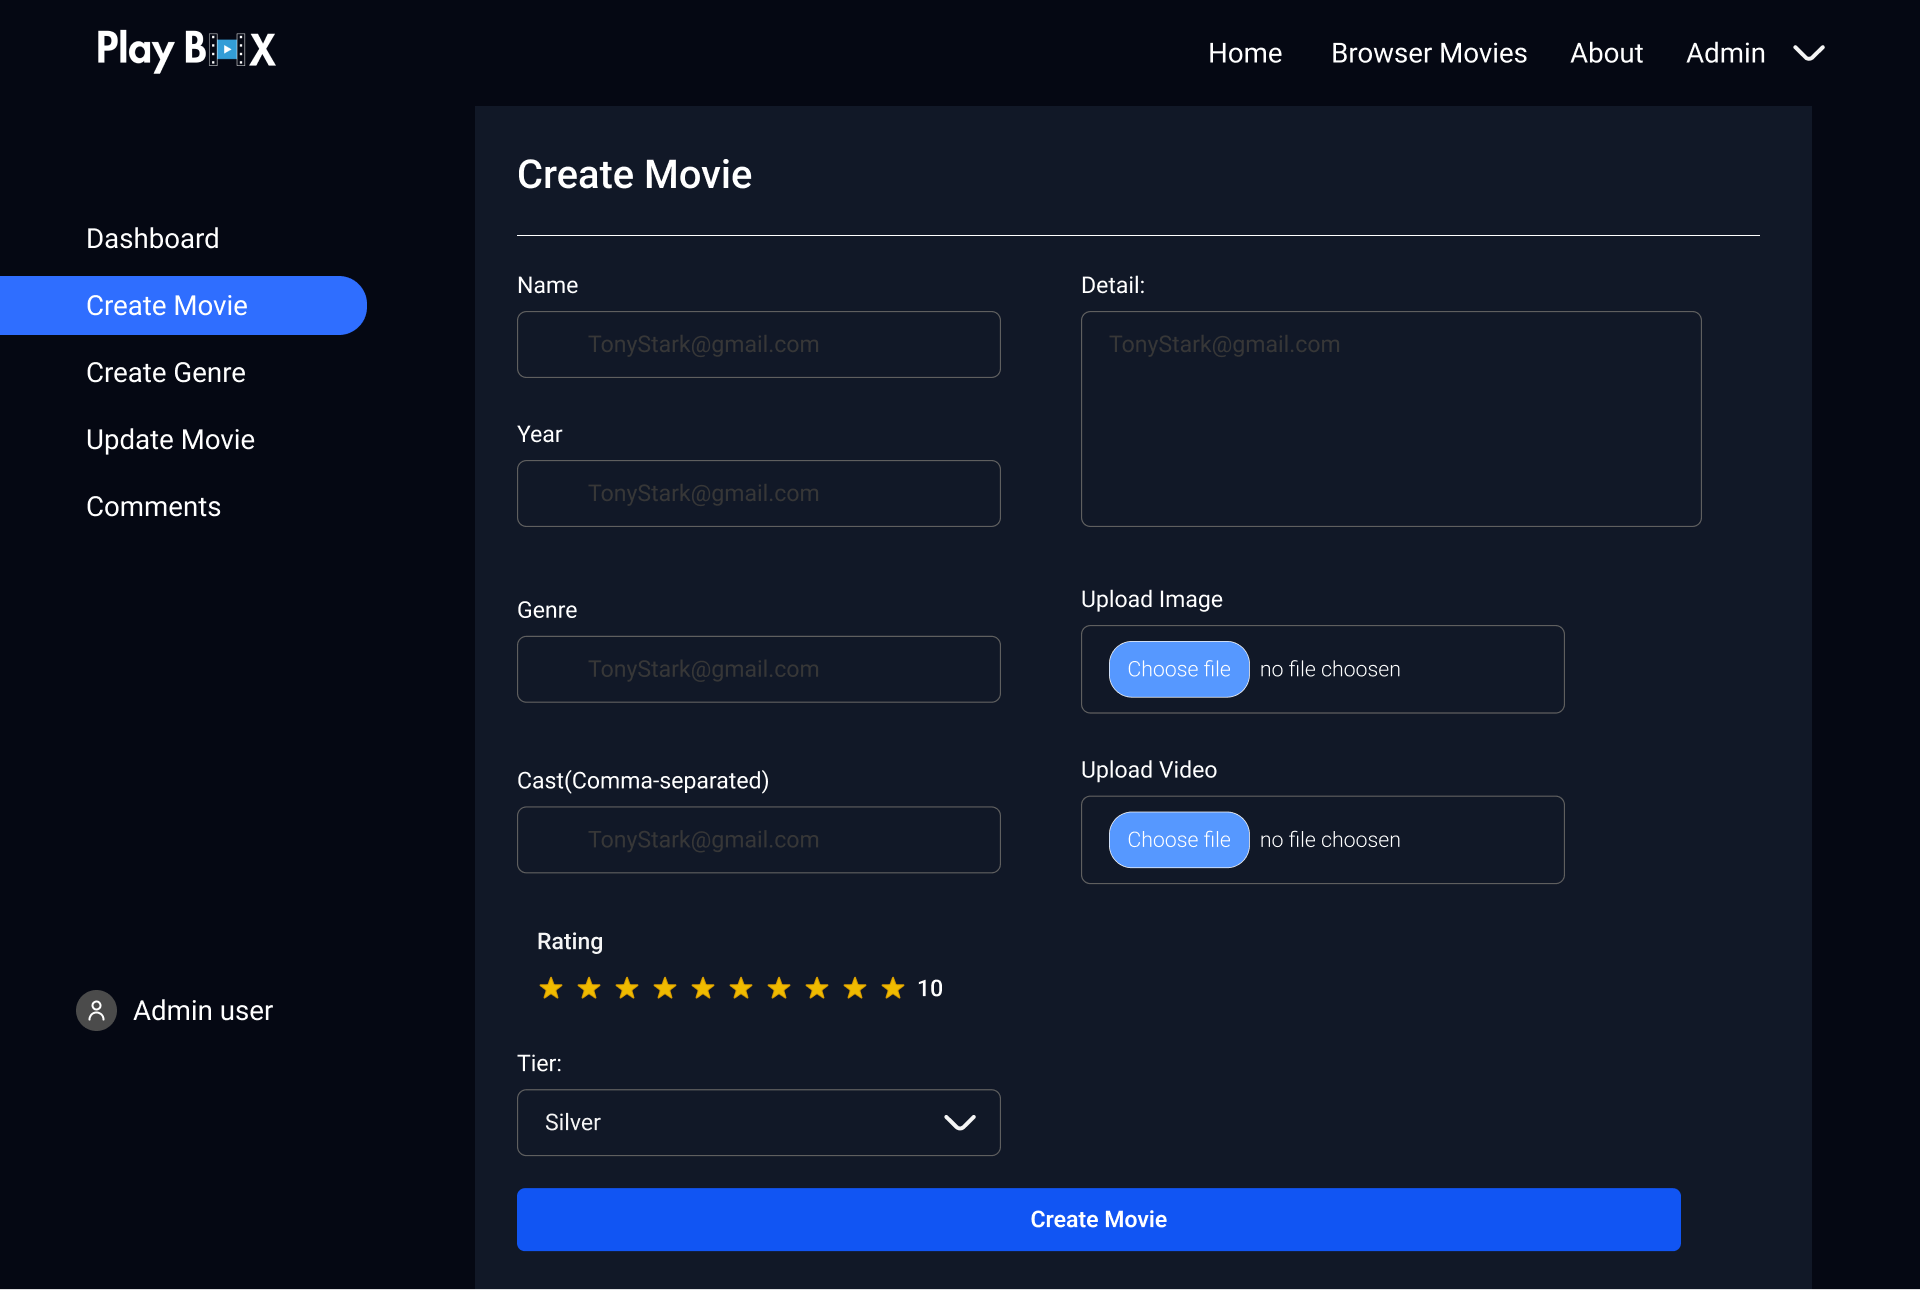 Play BOX
Home Browser Movies About Admin
Dashboard
Create Movie
Create Genre
Update Movie
Comments
Admin user
Create Movie
Name
TonyStark@gmail.com
Year
TonyStark@gmail.com
Genre
TonyStark@gmail.com
Cast(Comma-separated)
TonyStark@gmail.com
Rating
10
Tier:
Silver
Detail:
TonyStark@gmail.com
Upload Image
Choose file no file choosen
Upload Video
Choose file no file choosen
Create Movie